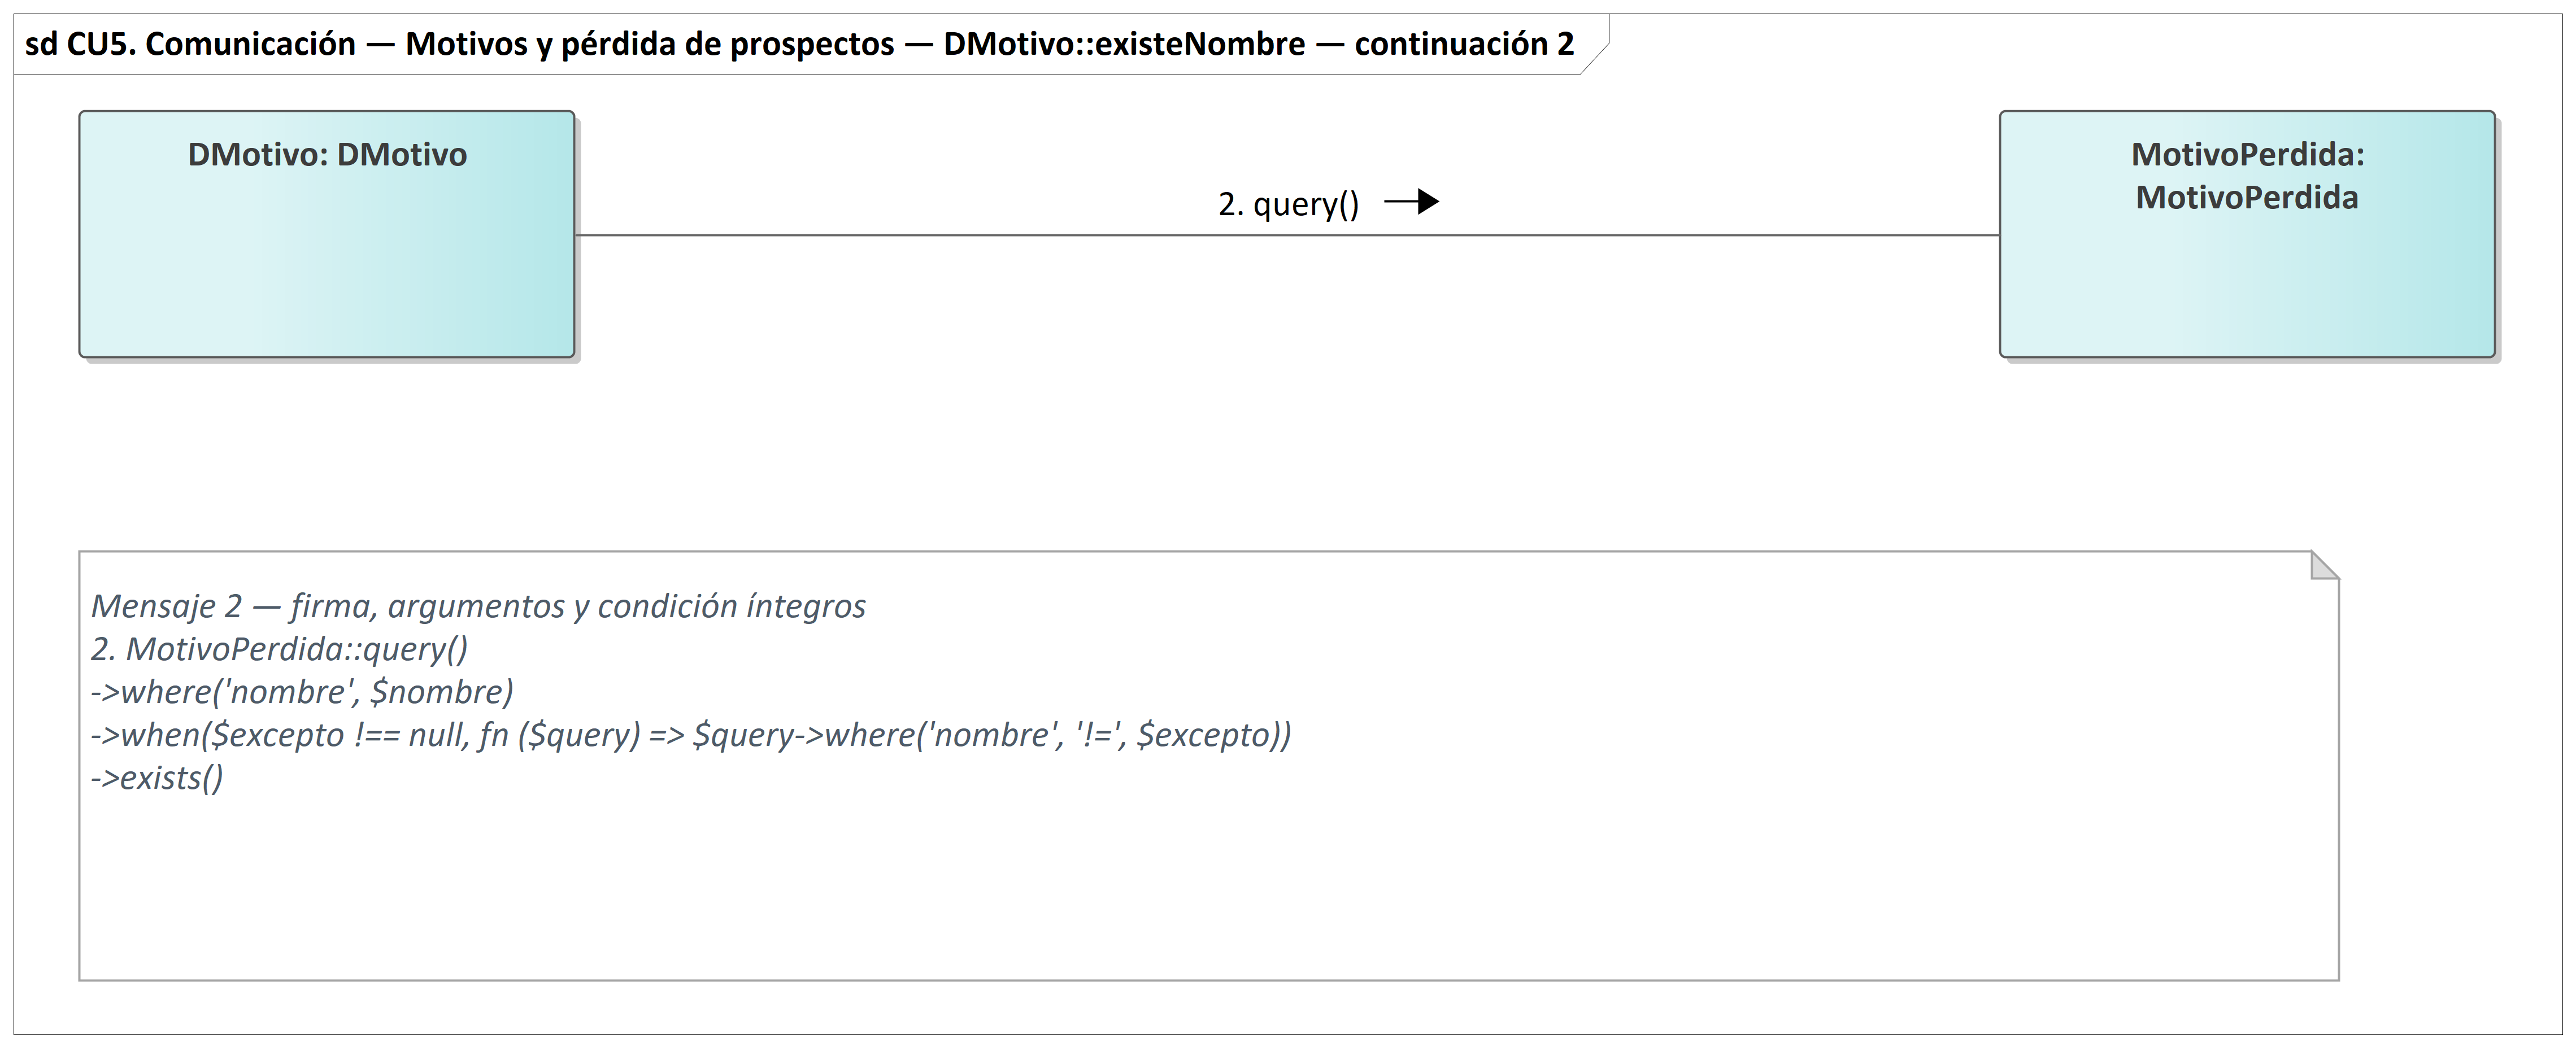 sd CU5. Comunicación — Motivos y pérdida de prospectos — DMotivo::existeNombre — continuación 2
DMotivo: DMotivo
MotivoPerdida:
MotivoPerdida
2. query()
Mensaje 2 — firma, argumentos y condición íntegros
2. MotivoPerdida::query()
->where('nombre', $nombre)
->when($excepto !== null, fn ($query) => $query->where('nombre', '!=', $excepto))
->exists()